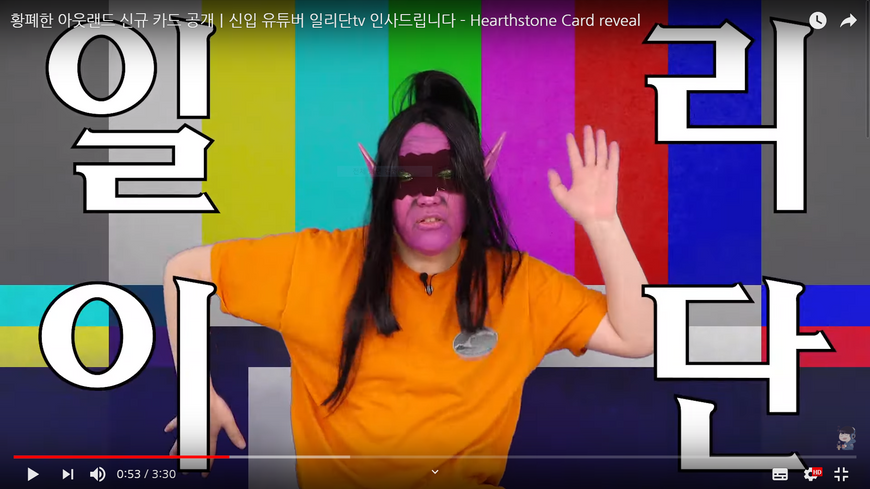 황폐한 아웃랜드 신규 카드 공개 | 신입 유튜버 일리단tv 인사드립니다 - Hearthstone Card reveal
일 리
이 단
0:53 / 3:30
HD